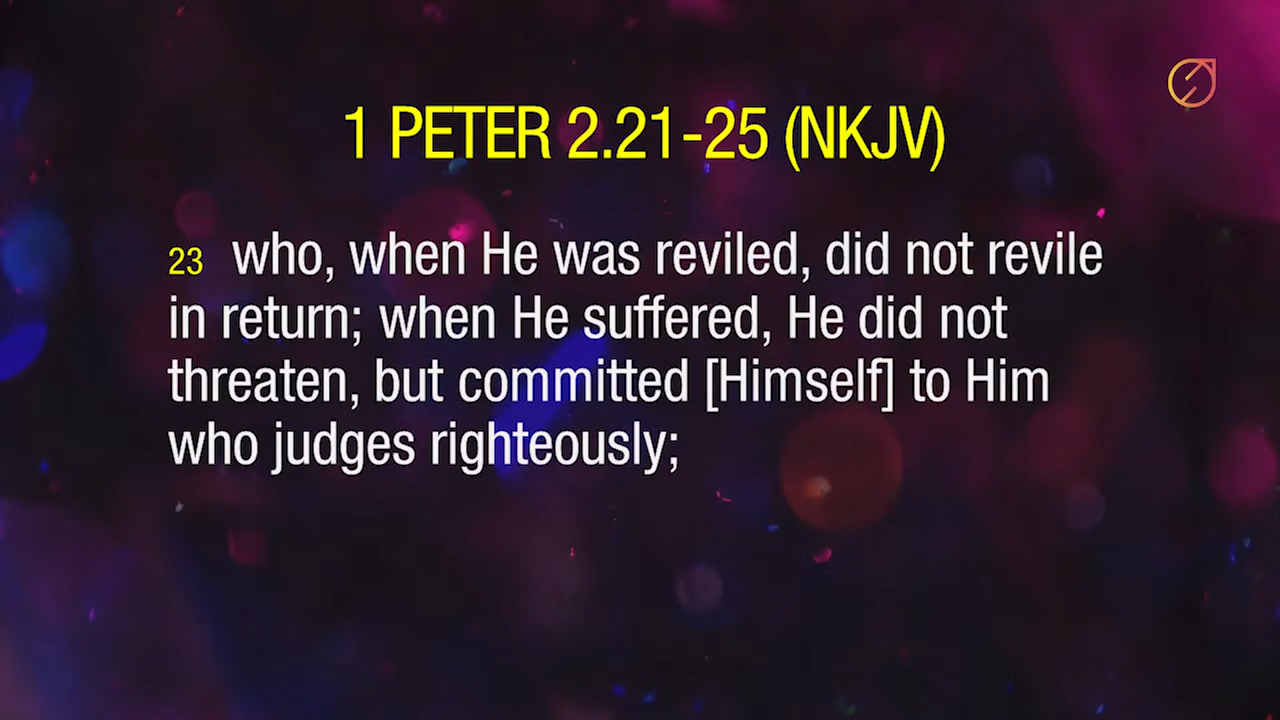 1 PETER 2.21-25 (NKJV)
23 who, when He was reviled, did not revile
in return; when He suffered, He did not
threaten, but committed [Himself] to Him
who judges righteously;